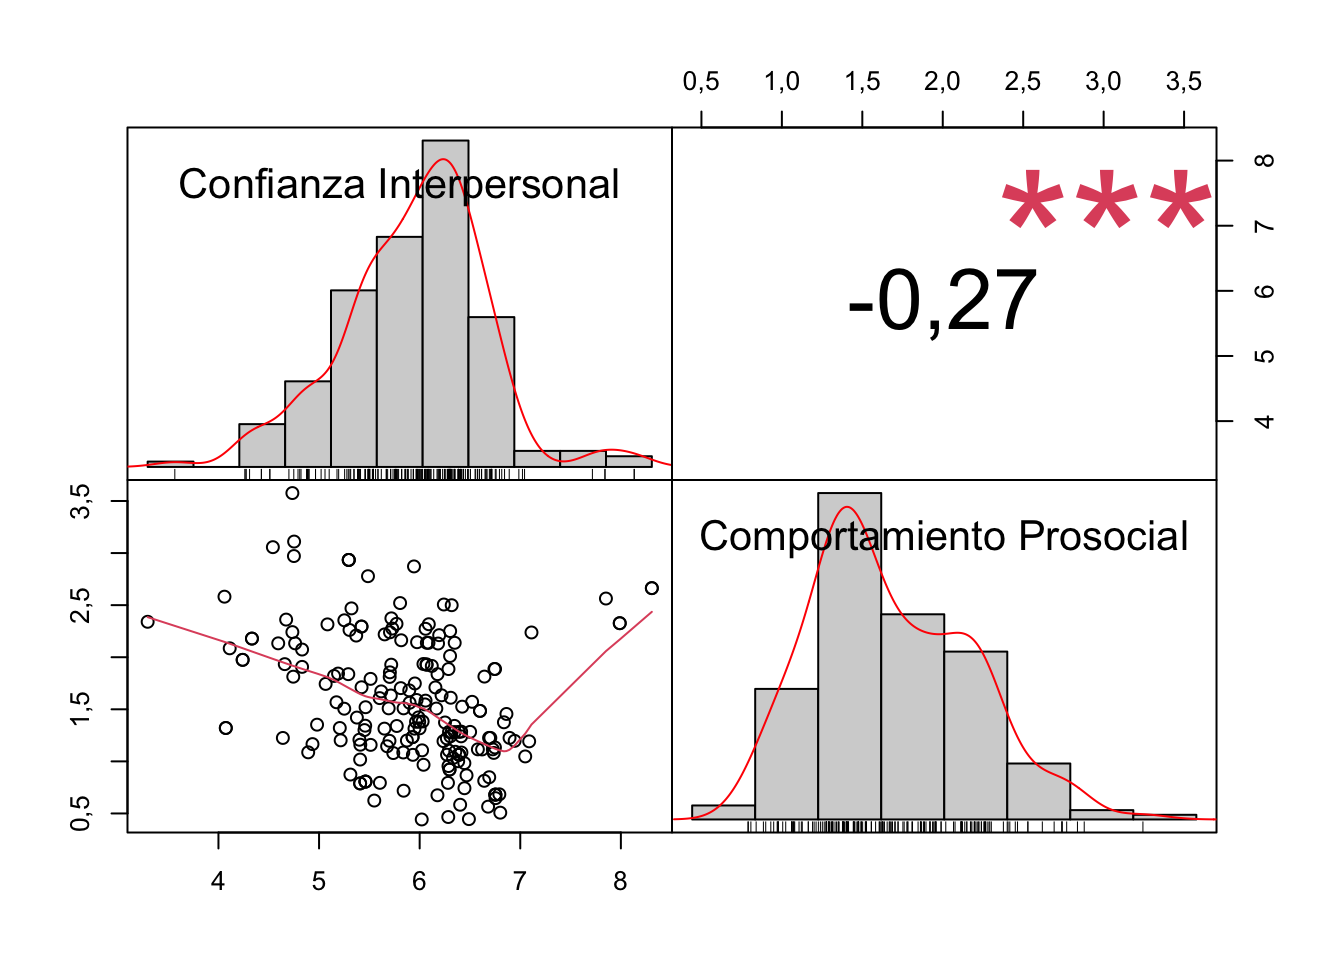 0,5 1,0 1,5 2,0 2,5 3,0 3,5
Confianza Interpersonal
***
-0,27
8
7
6
5
4
3,5
2,5
1,5
0,5
Comportamiento Prosocial
4 5 6 7 8